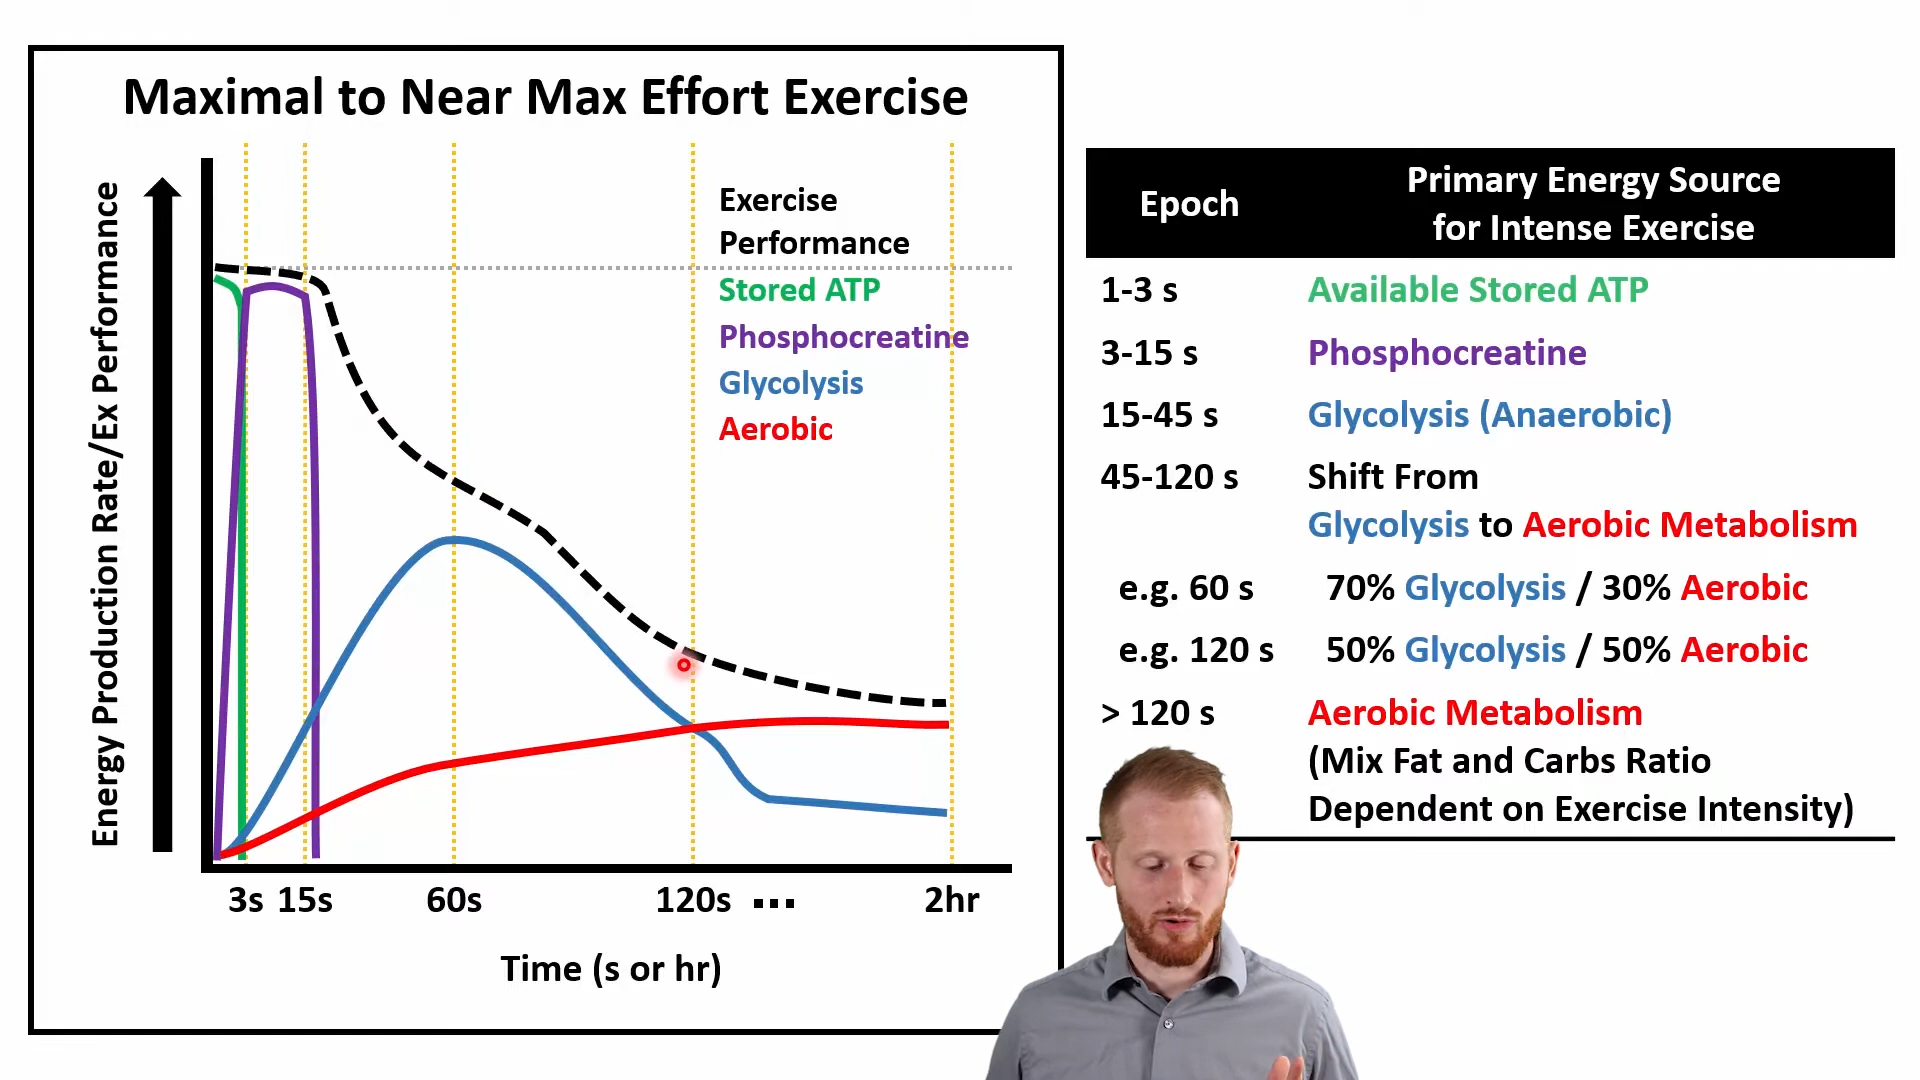 Maximal to Near Max Effort Exercise
Energy Production Rate/Ex Performance
Exercise
Performance
Stored ATP
Phosphocreatine
Glycolysis
Aerobic
3s 15s 60s 120s ... 2hr
Time (s or hr)
Epoch
Primary Energy Source
for Intense Exercise
1-3 s Available Stored ATP
3-15 s Phosphocreatine
15-45 s Glycolysis (Anaerobic)
45-120 s Shift From
Glycolysis to Aerobic Metabolism
e.g. 60 s 70% Glycolysis / 30% Aerobic
e.g. 120 s 50% Glycolysis / 50% Aerobic
> 120 s Aerobic Metabolism
(Mix Fat and Carbs Ratio
Dependent on Exercise Intensity)